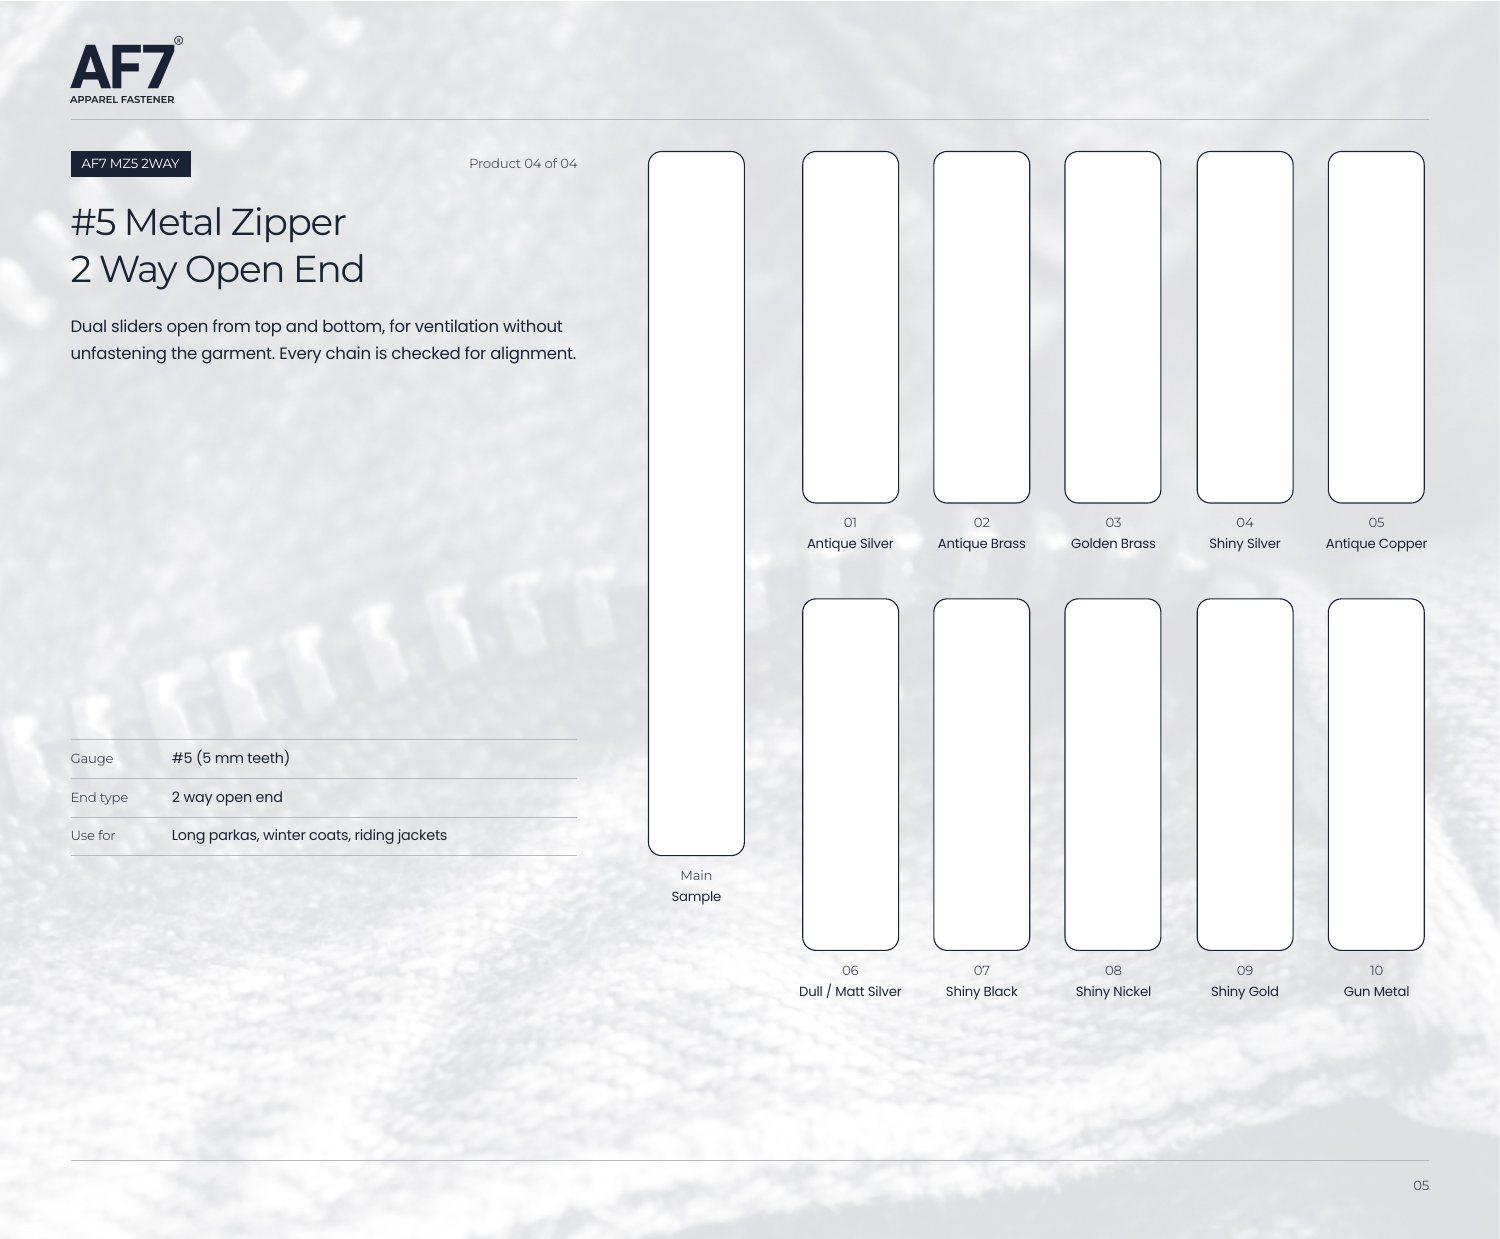 AF7®
APPAREL FASTENER
AF7 MZ5 2WAY
Product 04 of 04
#5 Metal Zipper
2 Way Open End
Dual sliders open from top and bottom, for ventilation without
unfastening the garment. Every chain is checked for alignment.
Gauge #5 (5 mm teeth)
End type 2 way open end
Use for Long parkas, winter coats, riding jackets
Main
Sample
01
Antique Silver
02
Antique Brass
03
Golden Brass
04
Shiny Silver
05
Antique Copper
06
Dull / Matt Silver
07
Shiny Black
08
Shiny Nickel
09
Shiny Gold
10
Gun Metal
05